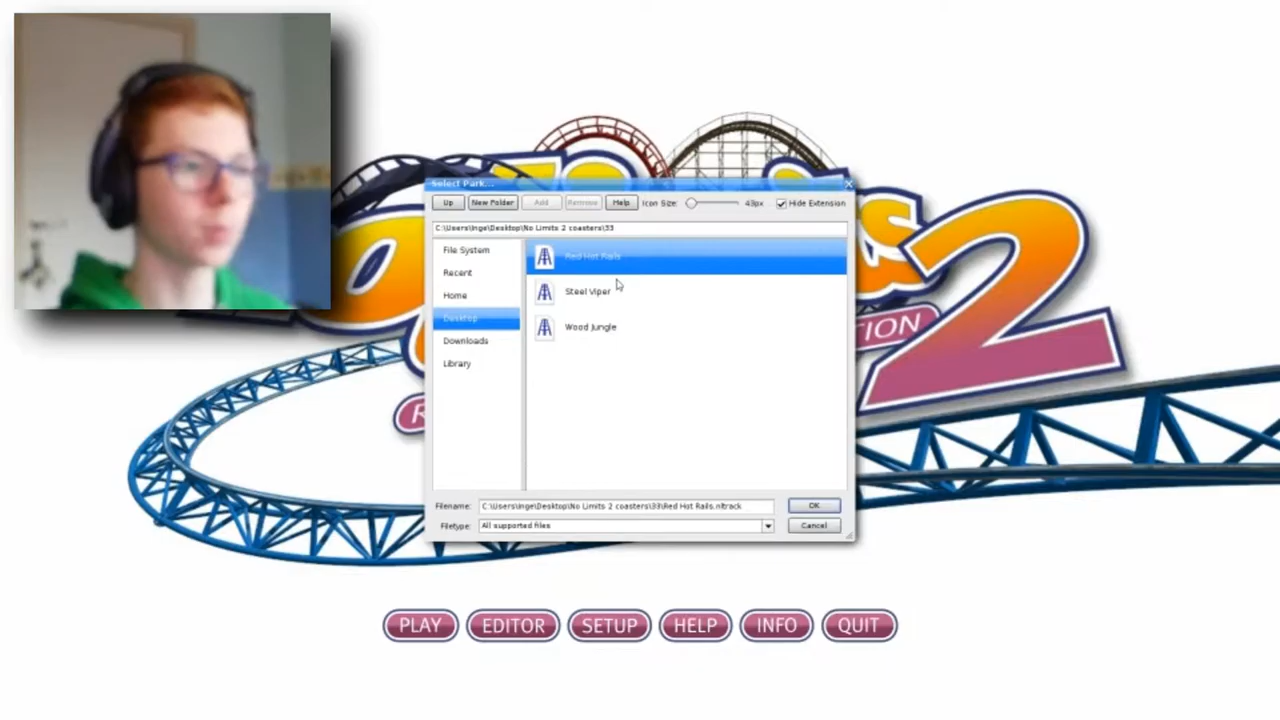 Select Park...
Up New Folder Add Remove Help Icon Size: 43px Hide Extension
C:\Users\Inge\Desktop\No Limits 2 coasters\33
File System
Recent
Home
Desktop
Downloads
Library
Red Hot Rails
Steel Viper
Wood Jungle
Filename: C:\Users\Inge\Desktop\No Limits 2 coasters\33\Red Hot Rails.nltrack OK
Filetype: All supported files Cancel
2
PLAY EDITOR SETUP HELP INFO QUIT